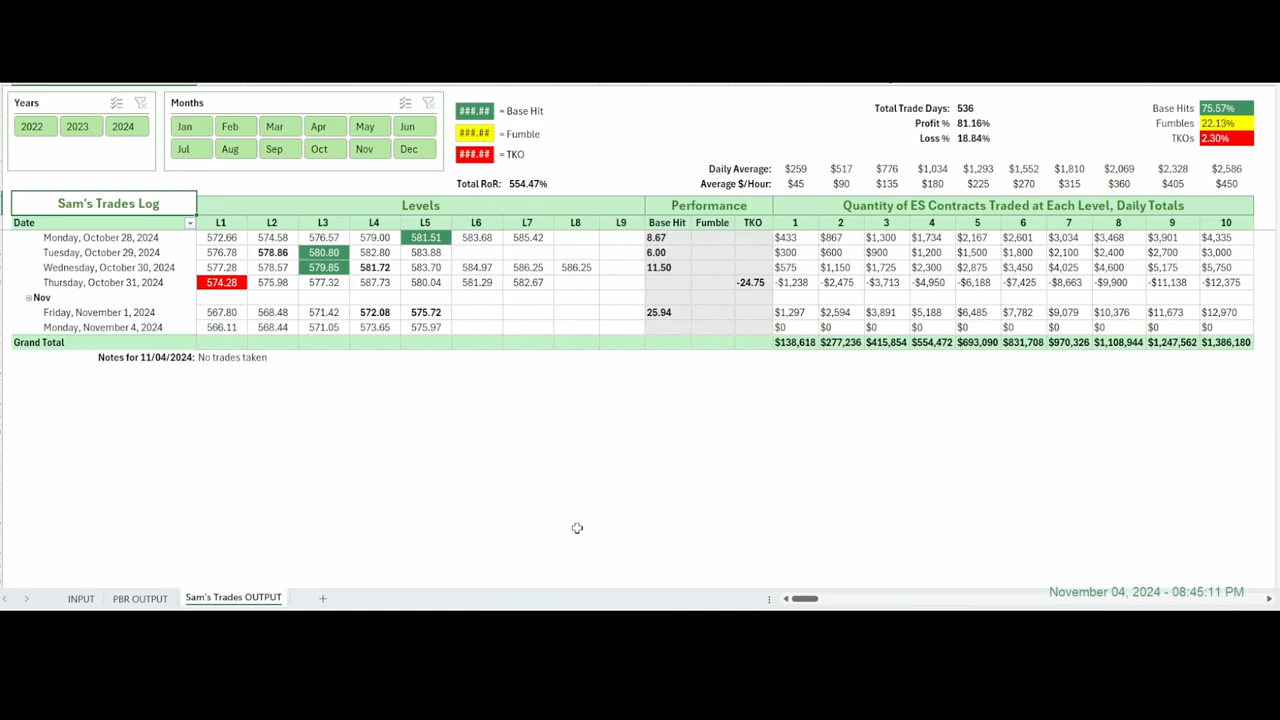 Years
2022 2023 2024
Months
Jan Feb Mar Apr May Jun
Jul Aug Sep Oct Nov Dec
###.## = Base Hit
###.## = Fumble
###.## = TKO
Total RoR: 554.47%
Total Trade Days: 536
Profit % 81.16%
Loss % 18.84%
Base Hits 75.57%
Fumbles 22.13%
TKOs 2.30%
Daily Average: $259 $517 $776 $1,034 $1,293 $1,552 $1,810 $2,069 $2,328 $2,586
Average $/Hour: $45 $90 $135 $180 $225 $270 $315 $360 $405 $450
Sam's Trades Log Levels Performance Quantity of ES Contracts Traded at Each Level, Daily Totals
Date L1 L2 L3 L4 L5 L6 L7 L8 L9 Base Hit Fumble TKO 1 2 3 4 5 6 7 8 9 10
Monday, October 28, 2024 572.66 574.58 576.57 579.00 581.51 583.68 585.42 8.67 $433 $867 $1,300 $1,734 $2,167 $2,601 $3,034 $3,468 $3,901 $4,335
Tuesday, October 29, 2024 576.78 578.86 580.80 582.80 583.88 6.00 $300 $600 $900 $1,200 $1,500 $1,800 $2,100 $2,400 $2,700 $3,000
Wednesday, October 30, 2024 577.28 578.57 579.85 581.72 583.70 584.97 586.25 586.25 11.50 $575 $1,150 $1,725 $2,300 $2,875 $3,450 $4,025 $4,600 $5,175 $5,750
Thursday, October 31, 2024 574.28 575.98 577.32 587.73 580.04 581.29 582.67 -24.75 -$1,238 -$2,475 -$3,713 -$4,950 -$6,188 -$7,425 -$8,663 -$9,900 -$11,138 -$12,375
Nov
Friday, November 1, 2024 567.80 568.48 571.42 572.08 575.72 25.94 $1,297 $2,594 $3,891 $5,188 $6,485 $7,782 $9,079 $10,376 $11,673 $12,970
Monday, November 4, 2024 566.11 568.44 571.05 573.65 575.97 $0 $0 $0 $0 $0 $0 $0 $0 $0 $0
Grand Total $138,618 $277,236 $415,854 $554,472 $693,090 $831,708 $970,326 $1,108,944 $1,247,562 $1,386,180
Notes for 11/04/2024: No trades taken
INPUT PBR OUTPUT Sam's Trades OUTPUT
November 04, 2024 - 08:45:11 PM